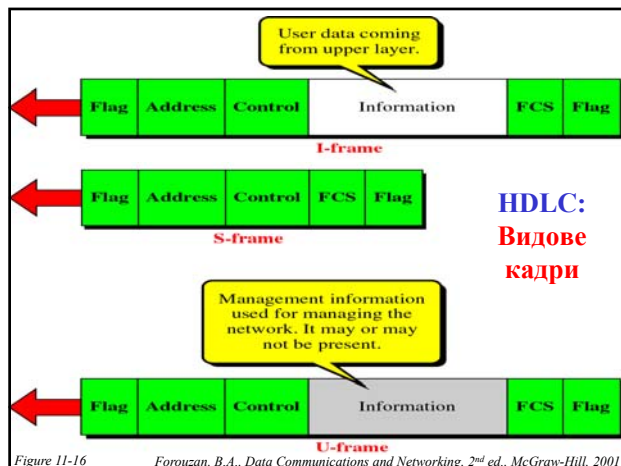 User data coming
from upper layer.
Flag Address Control Information FCS Flag
I-frame
Flag Address Control FCS Flag
S-frame
HDLC:
Видове
кадри
Management information
used for managing the
network. It may or may
not be present.
Flag Address Control Information FCS Flag
U-frame
Figure 11-16 Forouzan, B.A., Data Communications and Networking, 2nd ed., McGraw-Hill, 2001